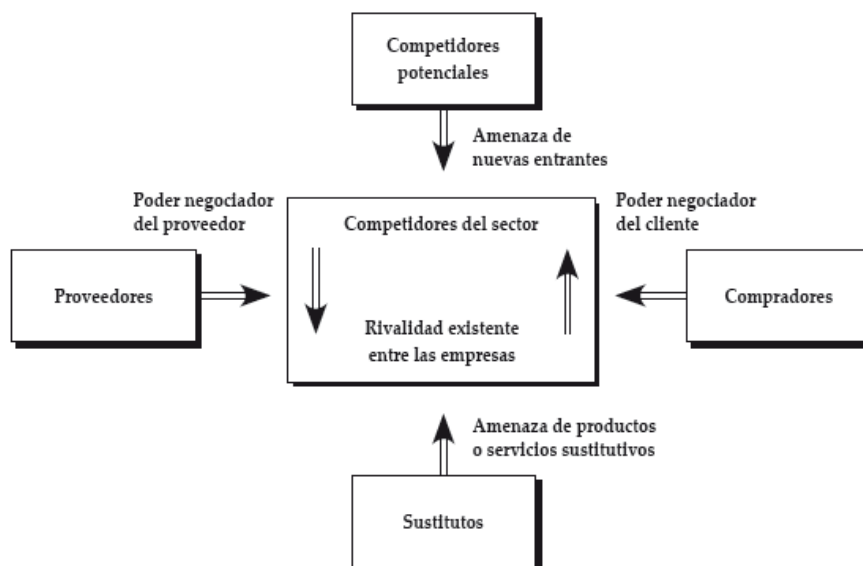 Competidores
potenciales
Amenaza de
nuevas entrantes
Poder negociador
del proveedor
Competidores del sector
Poder negociador
del cliente
Proveedores
Compradores
Rivalidad existente
entre las empresas
Amenaza de productos
o servicios sustitutivos
Sustitutos